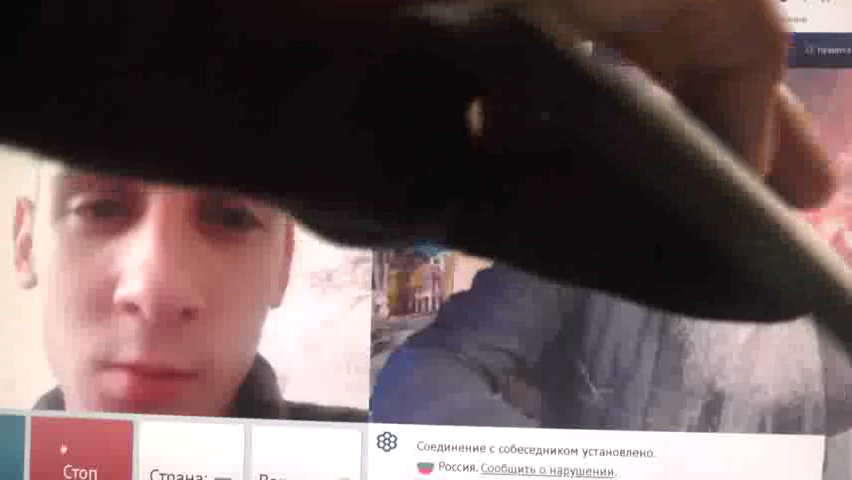 Соединение с собеседником установлено.
Россия. Сообщить о нарушении.
Стоп
Страна: